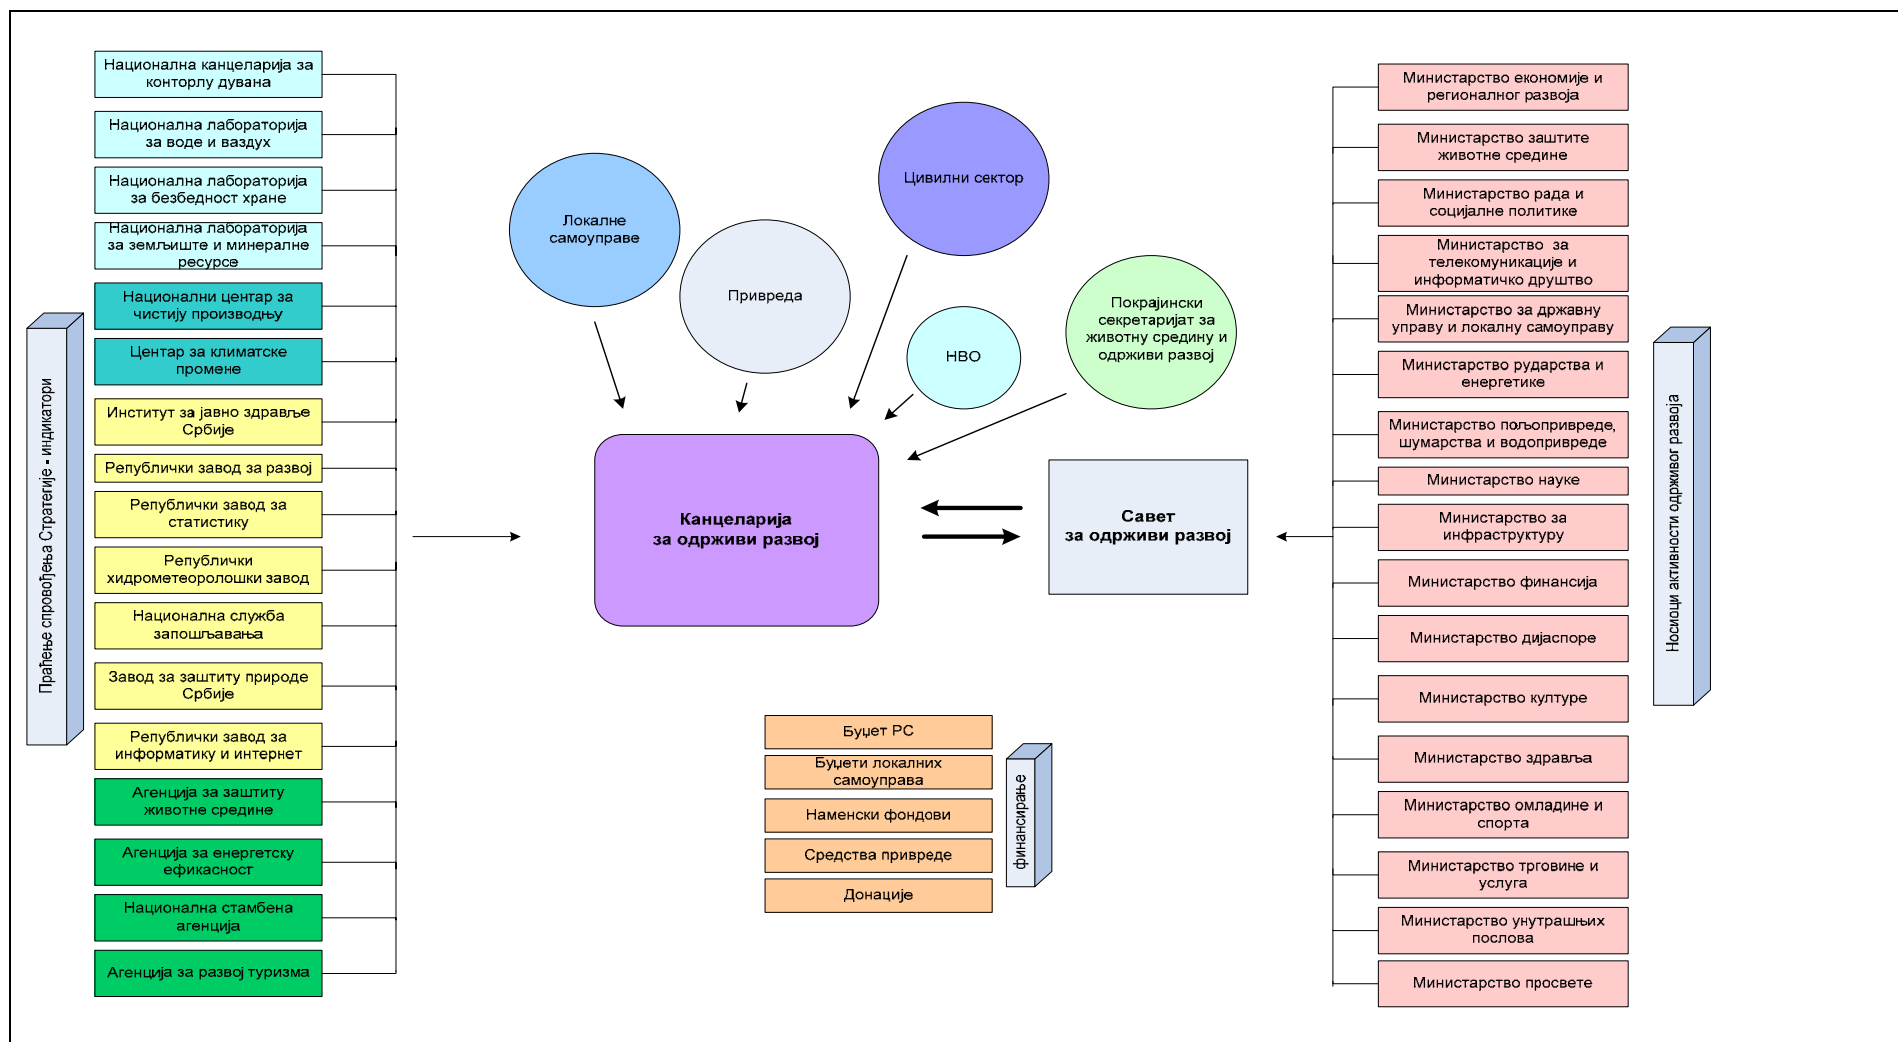 Праћење спровођења Стратегије - индикатори
Национална канцеларија за
конторлу дувана
Национална лабораторија
за воде и ваздух
Национална лабораторија
за безбедност хране
Национална лабораторија
за земљиште и минералне
ресурсе
Национални центар за
чистију производњу
Центар за климатске
промене
Институт за јавно здравље
Србије
Републички завод за развој
Републички завод за
статистику
Републички
хидрометеоролошки завод
Национална служба
запошљавања
Завод за заштиту природе
Србије
Републички завод за
информатику и интернет
Агенција за заштиту
животне средине
Агенција за енергетску
ефикасност
Национална стамбена
агенција
Агенција за развој туризма
Локалне
самоуправе
Привреда
Цивилни сектор
НВО
Покрајински
секретаријат за
животну средину и
одрживи развој
Канцеларија
за одрживи развој
Савет
за одрживи развој
Буџет РС
Буџети локалних
самоуправа
Наменски фондови
Средства привреде
Донације
финансирање
Министарство економије и
регионалног развоја
Министарство заштите
животне средине
Министарство рада и
социјалне политике
Министарство за
телекомуникације и
информатичко друштво
Министарство за државну
управу и локалну самоуправу
Министарство рударства и
енергетике
Министарство пољопривреде,
шумарства и водопривреде
Министарство науке
Министарство за
инфраструктуру
Министарство финансија
Министарство дијаспоре
Министарство културе
Министарство здравља
Министарство омладине и
спорта
Министарство трговине и
услуга
Министарство унутрашњих
послова
Министарство просвете
Носиоци активности одрживог развоја